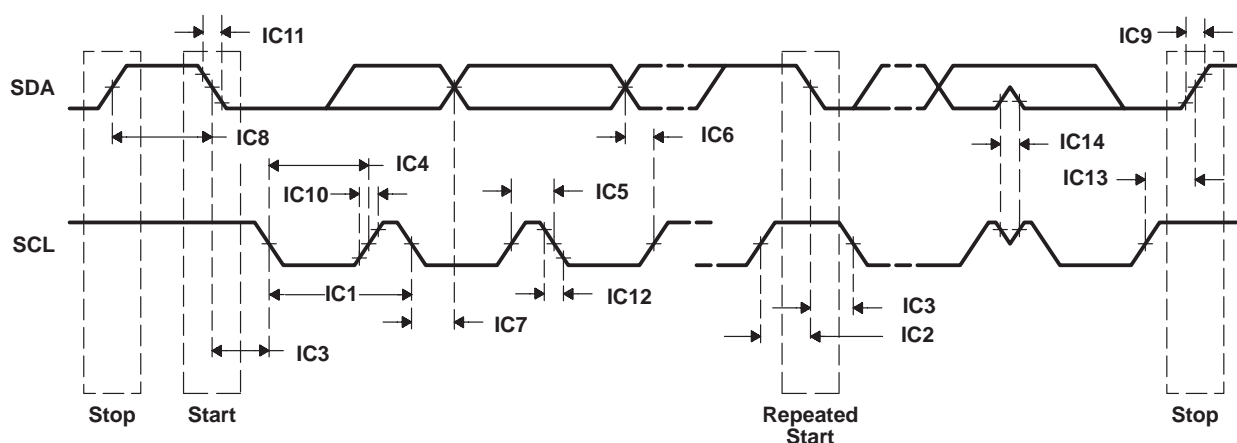 IC11
IC9
SDA
IC8
IC6
IC4
IC14
IC10
IC5
IC13
SCL
IC1
IC12
IC7
IC3
IC3
IC2
Stop
Start
Repeated
Start
Stop